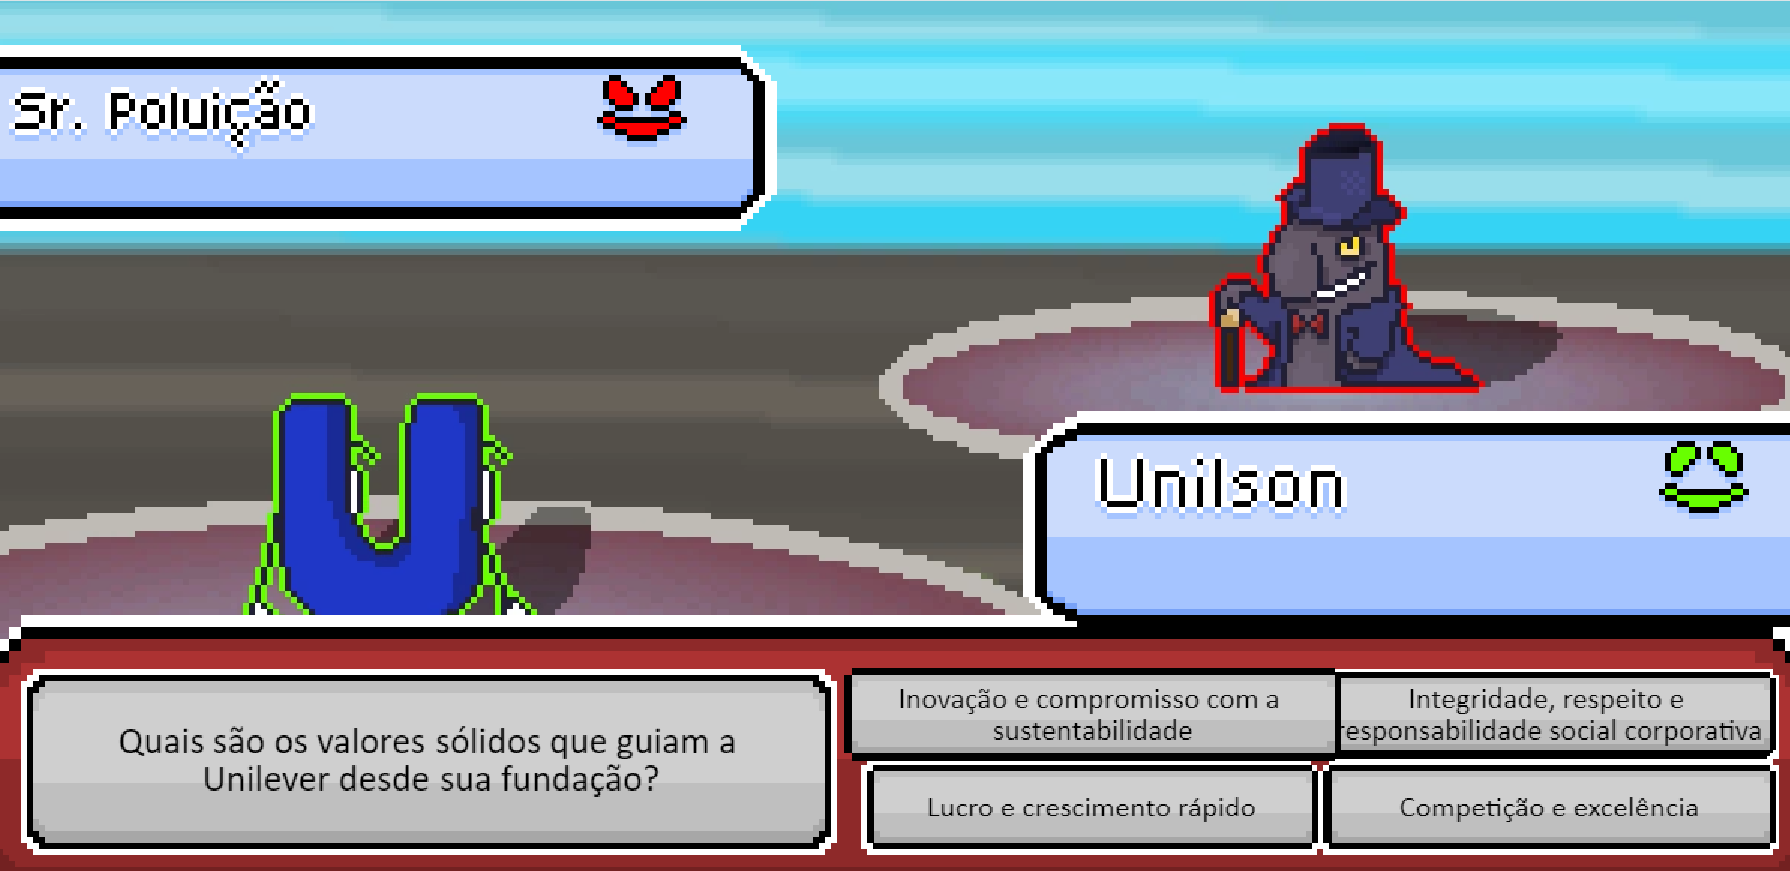 Sr. Poluição
Unilson
Quais são os valores sólidos que guiam a
Unilever desde sua fundação?
Inovação e compromisso com a
sustentabilidade
Integridade, respeito e
responsabilidade social corporativa
Lucro e crescimento rápido
Competição e excelência